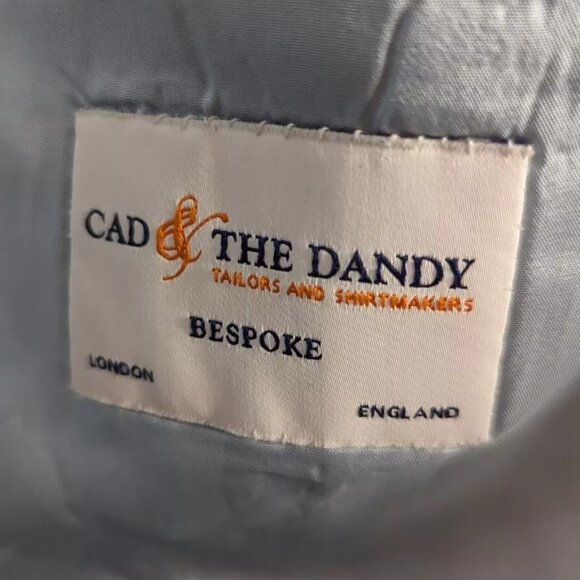 CAD & THE DANDY
TAILORS AND SHIRTMAKERS
BESPOKE
LONDON
ENGLAND